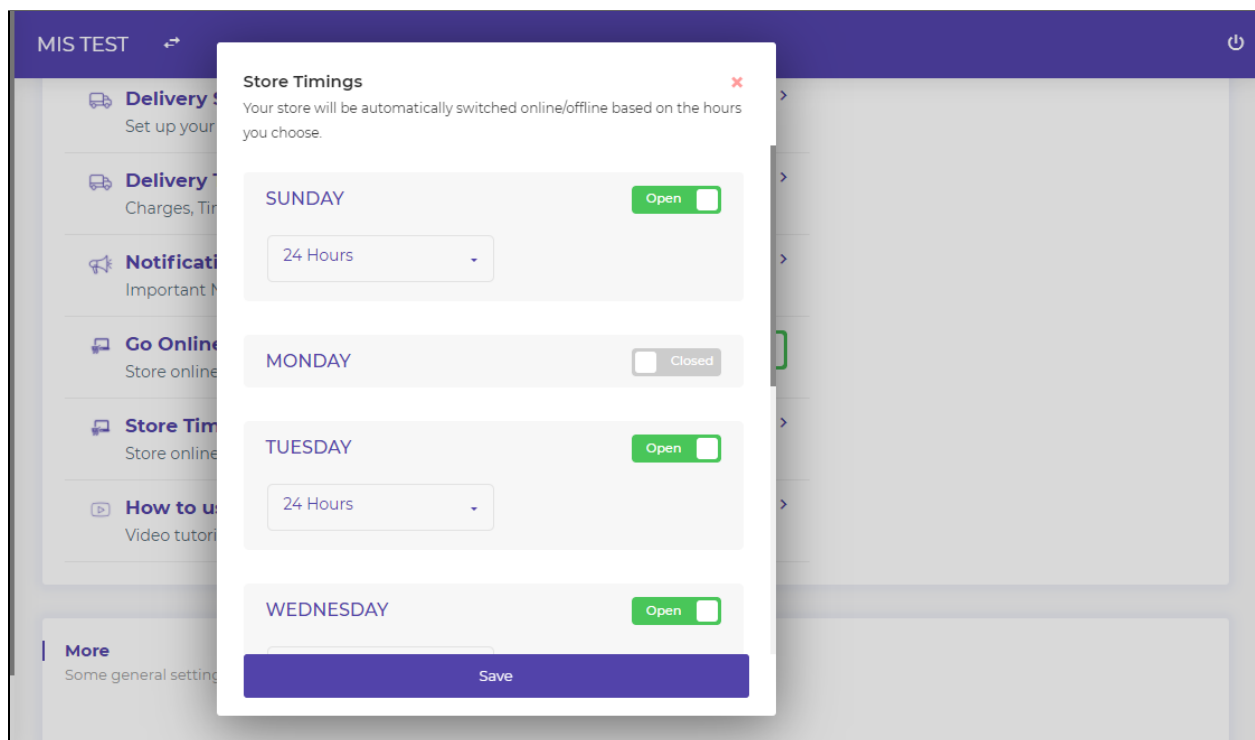 MIS TEST
Store Timings
Your store will be automatically switched online/offline based on the hours
you choose.
SUNDAY
Open
24 Hours
MONDAY
Closed
TUESDAY
Open
24 Hours
WEDNESDAY
Open
Save
Delivery
Set up your
Delivery
Charges,
Notificati
Important
Go Online
Store online
Store Tim
Store online
How to u
Video tutori
More
Some general setting